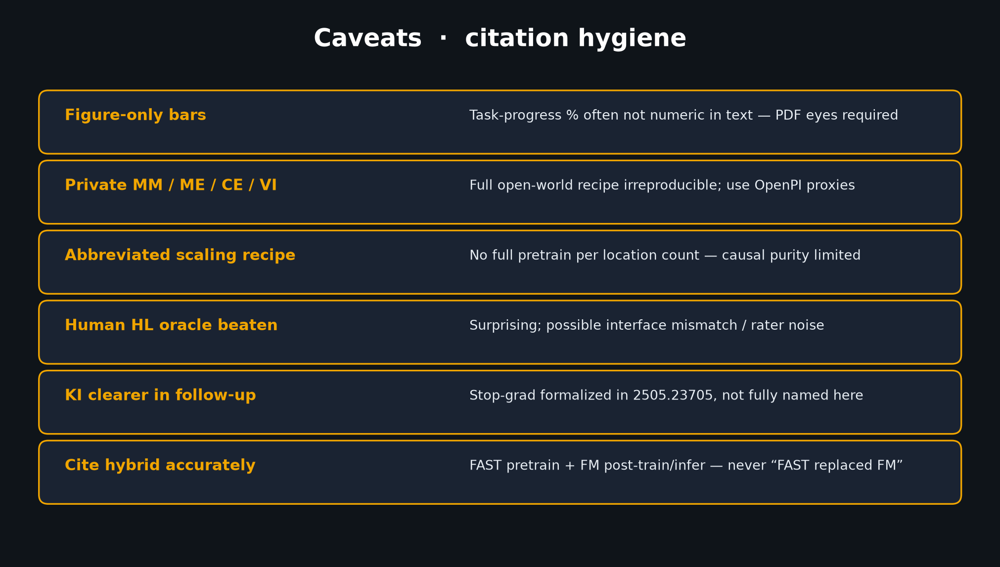 Caveats · citation hygiene
Figure-only bars
Task-progress % often not numeric in text — PDF eyes required
Private MM / ME / CE / VI
Full open-world recipe irreproducible; use OpenPI proxies
Abbreviated scaling recipe
No full pretrain per location count — causal purity limited
Human HL oracle beaten
Surprising; possible interface mismatch / rater noise
KI clearer in follow-up
Stop-grad formalized in 2505.23705, not fully named here
Cite hybrid accurately
FAST pretrain + FM post-train/infer — never “FAST replaced FM”